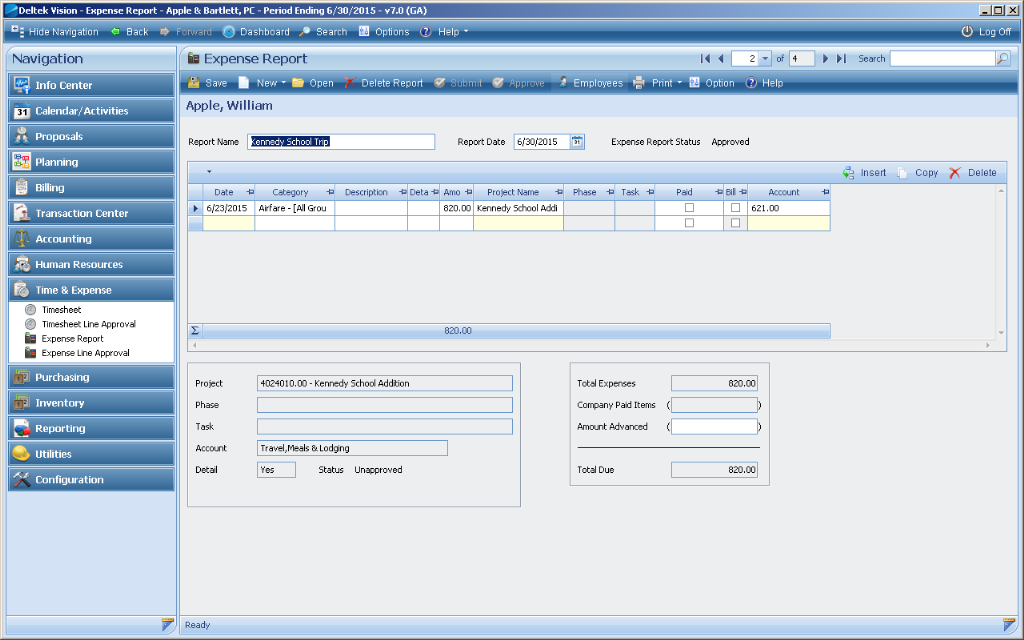 Deltek Vision - Expense Report - Apple & Bartlett, PC - Period Ending 6/30/2015 - v7.0 (GA)
Hide Navigation Back Forward Dashboard Search Options Help Log Off
Navigation
Info Center
31 Calendar/Activities
Proposals
Planning
Billing
Transaction Center
Accounting
Human Resources
Time & Expense
Timesheet
Timesheet Line Approval
Expense Report
Expense Line Approval
Purchasing
Inventory
Reporting
Utilities
Configuration
Expense Report 2 of 4 Search
Save New Open Delete Report Submit Approve Employees Print Option Help
Apple, William
Report Name Kennedy School Trip Report Date 6/30/2015 Expense Report Status Approved
Insert Copy Delete
Date Category Description Deta Amo Project Name Phase Task Paid Bill Account
6/23/2015 Airfare - [All Grou 820.00 Kennedy School Addi 621.00
Σ 820.00
Project 4024010.00 - Kennedy School Addition
Phase
Task
Account Travel,Meals & Lodging
Detail Yes Status Unapproved
Total Expenses 820.00
Company Paid Items ( )
Amount Advanced ( )
Total Due 820.00
Ready